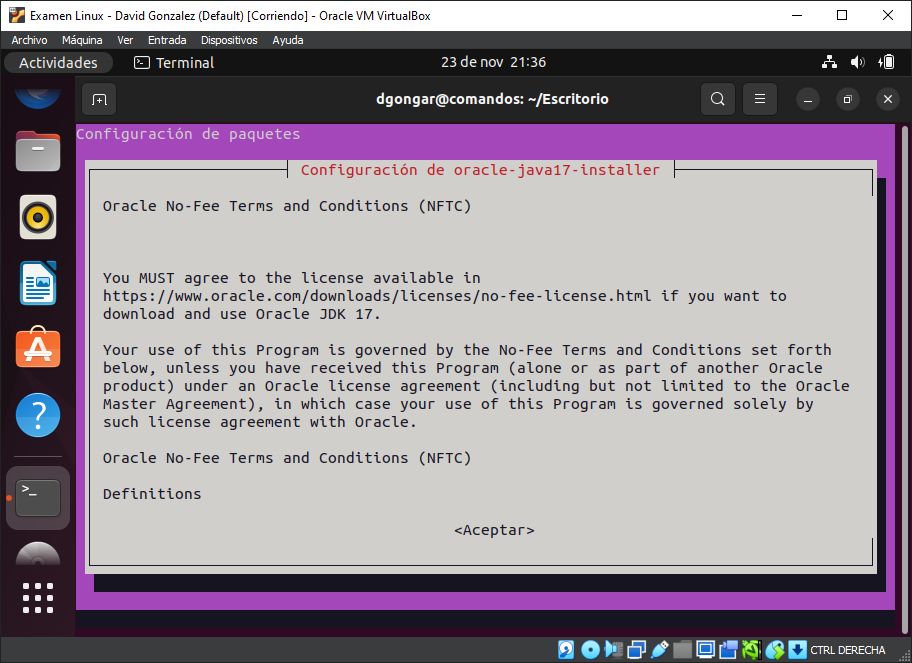 Examen Linux - David Gonzalez (Default) [Corriendo] - Oracle VM VirtualBox
Archivo Máquina Ver Entrada Dispositivos Ayuda
Actividades Terminal 23 de nov 21:36
dgongar@comandos: ~/Escritorio
Configuración de paquetes
Configuración de oracle-java17-installer
Oracle No-Fee Terms and Conditions (NFTC)
You MUST agree to the license available in
https://www.oracle.com/downloads/licenses/no-fee-license.html if you want to
download and use Oracle JDK 17.
Your use of this Program is governed by the No-Fee Terms and Conditions set forth
below, unless you have received this Program (alone or as part of another Oracle
product) under an Oracle license agreement (including but not limited to the Oracle
Master Agreement), in which case your use of this Program is governed solely by
such license agreement with Oracle.
Oracle No-Fee Terms and Conditions (NFTC)
Definitions
<Aceptar>
CTRL DERECHA